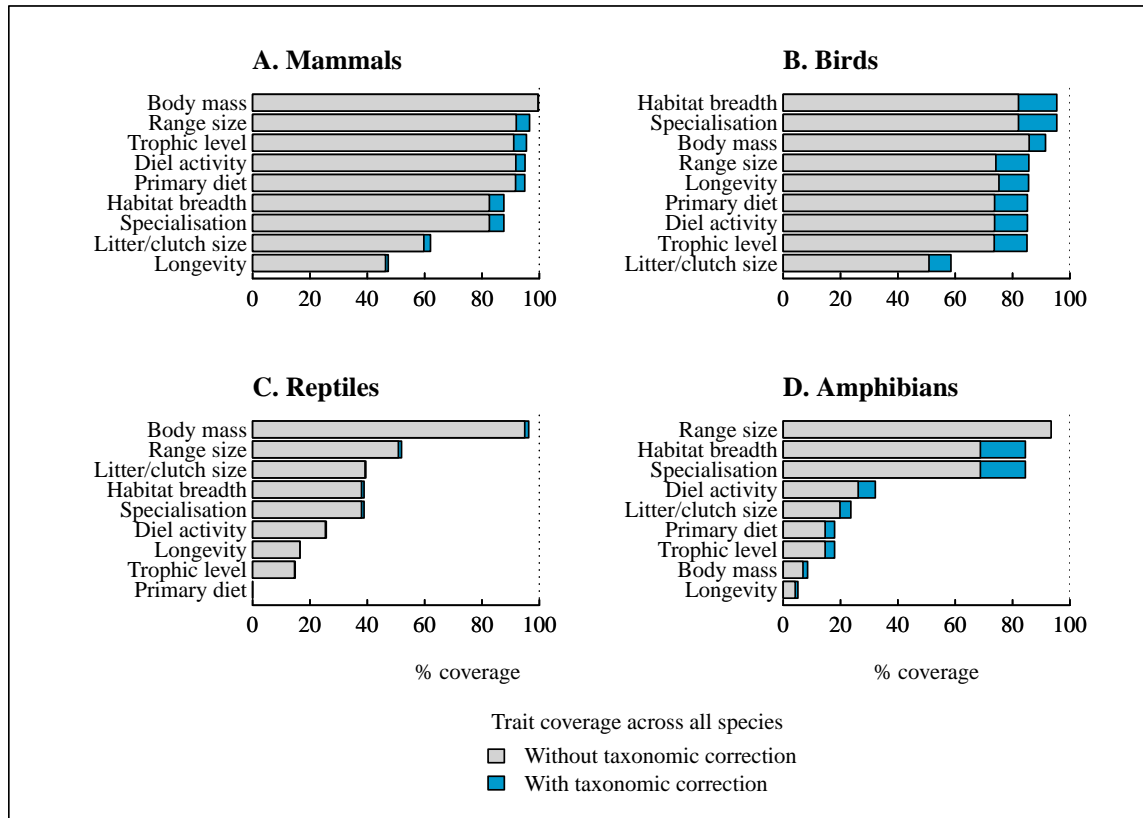 A. Mammals
Body mass
Range size
Trophic level
Diel activity
Primary diet
Habitat breadth
Specialisation
Litter/clutch size
Longevity
0 20 40 60 80 100
B. Birds
Habitat breadth
Specialisation
Body mass
Range size
Longevity
Primary diet
Diel activity
Trophic level
Litter/clutch size
0 20 40 60 80 100
C. Reptiles
Body mass
Range size
Litter/clutch size
Habitat breadth
Specialisation
Diel activity
Longevity
Trophic level
Primary diet
0 20 40 60 80 100
% coverage
D. Amphibians
Range size
Habitat breadth
Specialisation
Diel activity
Litter/clutch size
Primary diet
Trophic level
Body mass
Longevity
0 20 40 60 80 100
% coverage
Trait coverage across all species
Without taxonomic correction
With taxonomic correction